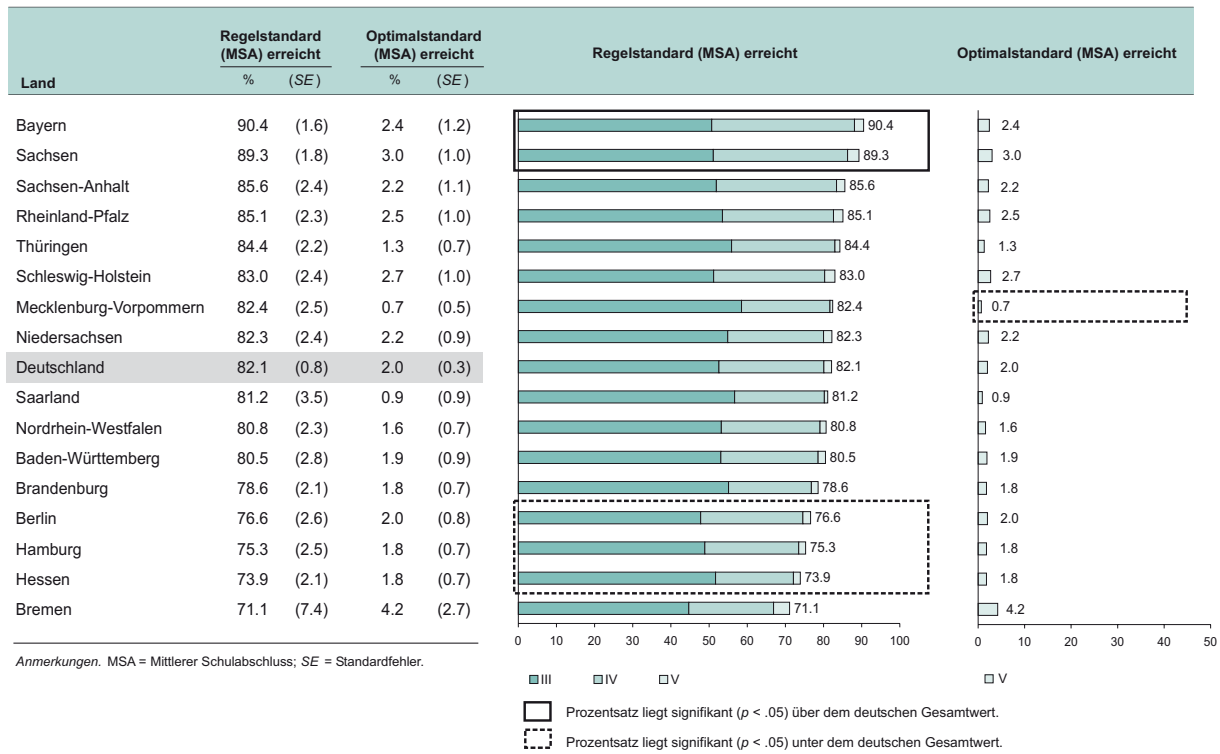 Land
Regelstandard (MSA) erreicht
Optimalstandard (MSA) erreicht
Regelstandard (MSA) erreicht
Optimalstandard (MSA) erreicht
% (SE) % (SE)
Bayern 90.4 (1.6) 2.4 (1.2) 90.4 2.4
Sachsen 89.3 (1.8) 3.0 (1.0) 89.3 3.0
Sachsen-Anhalt 85.6 (2.4) 2.2 (1.1) 85.6 2.2
Rheinland-Pfalz 85.1 (2.3) 2.5 (1.0) 85.1 2.5
Thüringen 84.4 (2.2) 1.3 (0.7) 84.4 1.3
Schleswig-Holstein 83.0 (2.4) 2.7 (1.0) 83.0 2.7
Mecklenburg-Vorpommern 82.4 (2.5) 0.7 (0.5) 82.4 0.7
Niedersachsen 82.3 (2.4) 2.2 (0.9) 82.3 2.2
Deutschland 82.1 (0.8) 2.0 (0.3) 82.1 2.0
Saarland 81.2 (3.5) 0.9 (0.9) 81.2 0.9
Nordrhein-Westfalen 80.8 (2.3) 1.6 (0.7) 80.8 1.6
Baden-Württemberg 80.5 (2.8) 1.9 (0.9) 80.5 1.9
Brandenburg 78.6 (2.1) 1.8 (0.7) 78.6 1.8
Berlin 76.6 (2.6) 2.0 (0.8) 76.6 2.0
Hamburg 75.3 (2.5) 1.8 (0.7) 75.3 1.8
Hessen 73.9 (2.1) 1.8 (0.7) 73.9 1.8
Bremen 71.1 (7.4) 4.2 (2.7) 71.1 4.2
0 10 20 30 40 50 60 70 80 90 100
0 10 20 30 40 50
Anmerkungen. MSA = Mittlerer Schulabschluss; SE = Standardfehler.
III IV V
V
Prozentsatz liegt signifikant (p < .05) über dem deutschen Gesamtwert.
Prozentsatz liegt signifikant (p < .05) unter dem deutschen Gesamtwert.